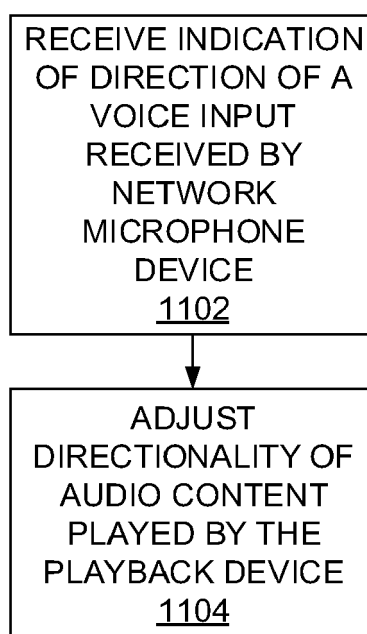 RECEIVE INDICATION
OF DIRECTION OF A
VOICE INPUT
RECEIVED BY
NETWORK
MICROPHONE
DEVICE
1102
ADJUST
DIRECTIONALITY OF
AUDIO CONTENT
PLAYED BY THE
PLAYBACK DEVICE
1104